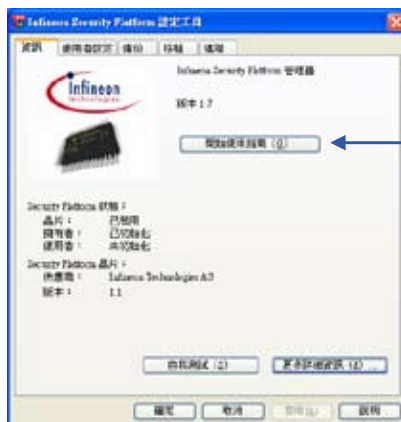 Infineon Security Platform 設定工具
資訊 使用者設定 備份 移轉 進階
Infineon technologies
Infineon Security Platform 管理器
版本 1.7
開始使用指南 (G)
Security Platform 狀態：
晶片： 已啟用
擁有者： 已初始化
使用者： 未初始化
Security Platform 晶片：
供應商： Infineon Technologies AG
版本： 1.1
自我測試 更多詳細資訊
確定 取消 套用 說明